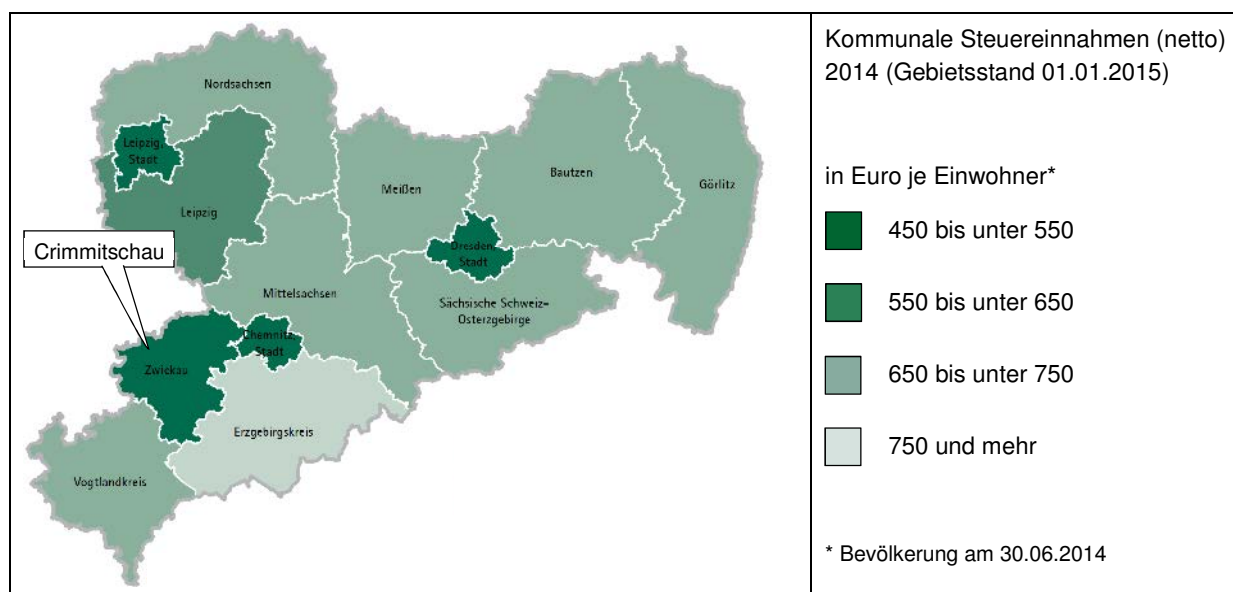 Nordsachsen
Leipzig,
Stadt
Leipzig
Meißen
Bautzen
Görlitz
Dresden,
Stadt
Crimmitschau
Mittelsachsen
Sächsische Schweiz-
Osterzgebirge
Chemnitz,
Stadt
Zwickau
Erzgebirgskreis
Vogtlandkreis
Kommunale Steuereinnahmen (netto)
2014 (Gebietsstand 01.01.2015)
in Euro je Einwohner*
450 bis unter 550
550 bis unter 650
650 bis unter 750
750 und mehr
* Bevölkerung am 30.06.2014